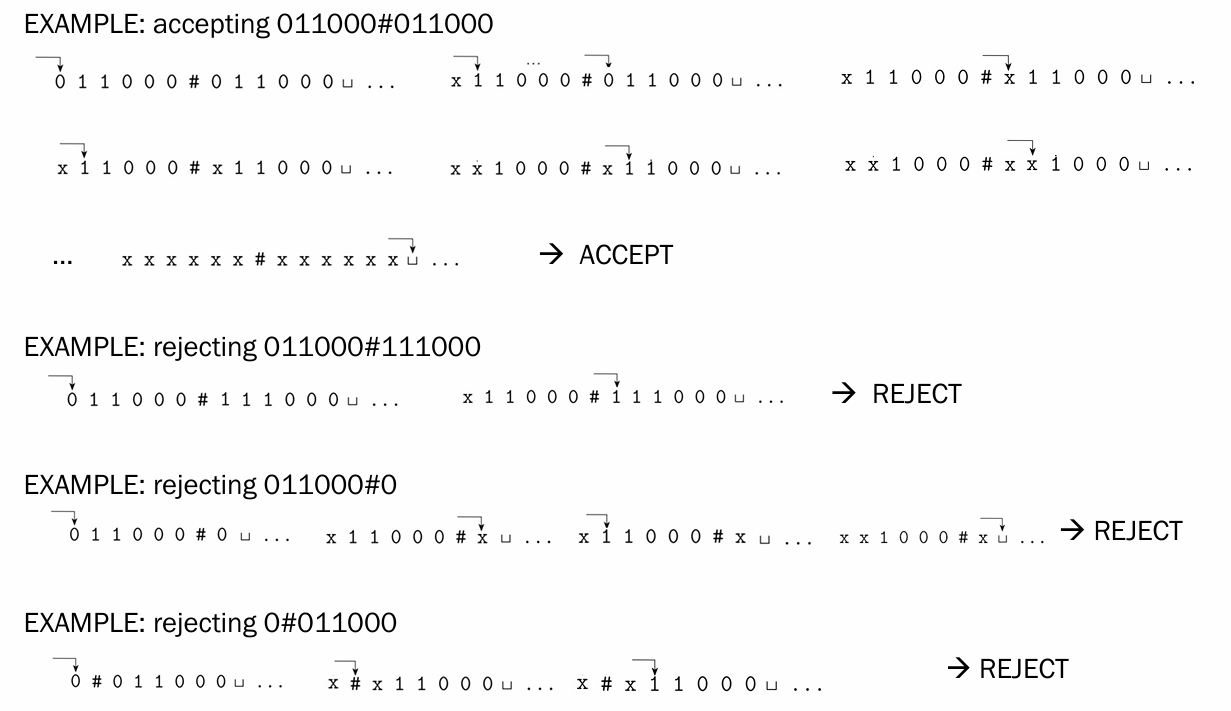 EXAMPLE: accepting 011000#011000
0 1 1 0 0 0 # 0 1 1 0 0 0 ⊔ ... x 1 1 0 0 0 # 0 1 1 0 0 0 ⊔ ... x 1 1 0 0 0 # x 1 1 0 0 0 ⊔ ...
...
x 1 1 0 0 0 # x 1 1 0 0 0 ⊔ ... x x 1 0 0 0 # x 1 1 0 0 0 ⊔ ... x x 1 0 0 0 # x x 1 0 0 0 ⊔ ...
... x x x x x x # x x x x x x ⊔ ... → ACCEPT
EXAMPLE: rejecting 011000#111000
0 1 1 0 0 0 # 1 1 1 0 0 0 ⊔ ... x 1 1 0 0 0 # 1 1 1 0 0 0 ⊔ ... → REJECT
EXAMPLE: rejecting 011000#0
0 1 1 0 0 0 # 0 ⊔ ... x 1 1 0 0 0 # x ⊔ ... x 1 1 0 0 0 # x ⊔ ... x x 1 0 0 0 # x ⊔ ... → REJECT
EXAMPLE: rejecting 0#011000
0 # 0 1 1 0 0 0 ⊔ ... x # x 1 1 0 0 0 ⊔ ... x # x 1 1 0 0 0 ⊔ ... → REJECT